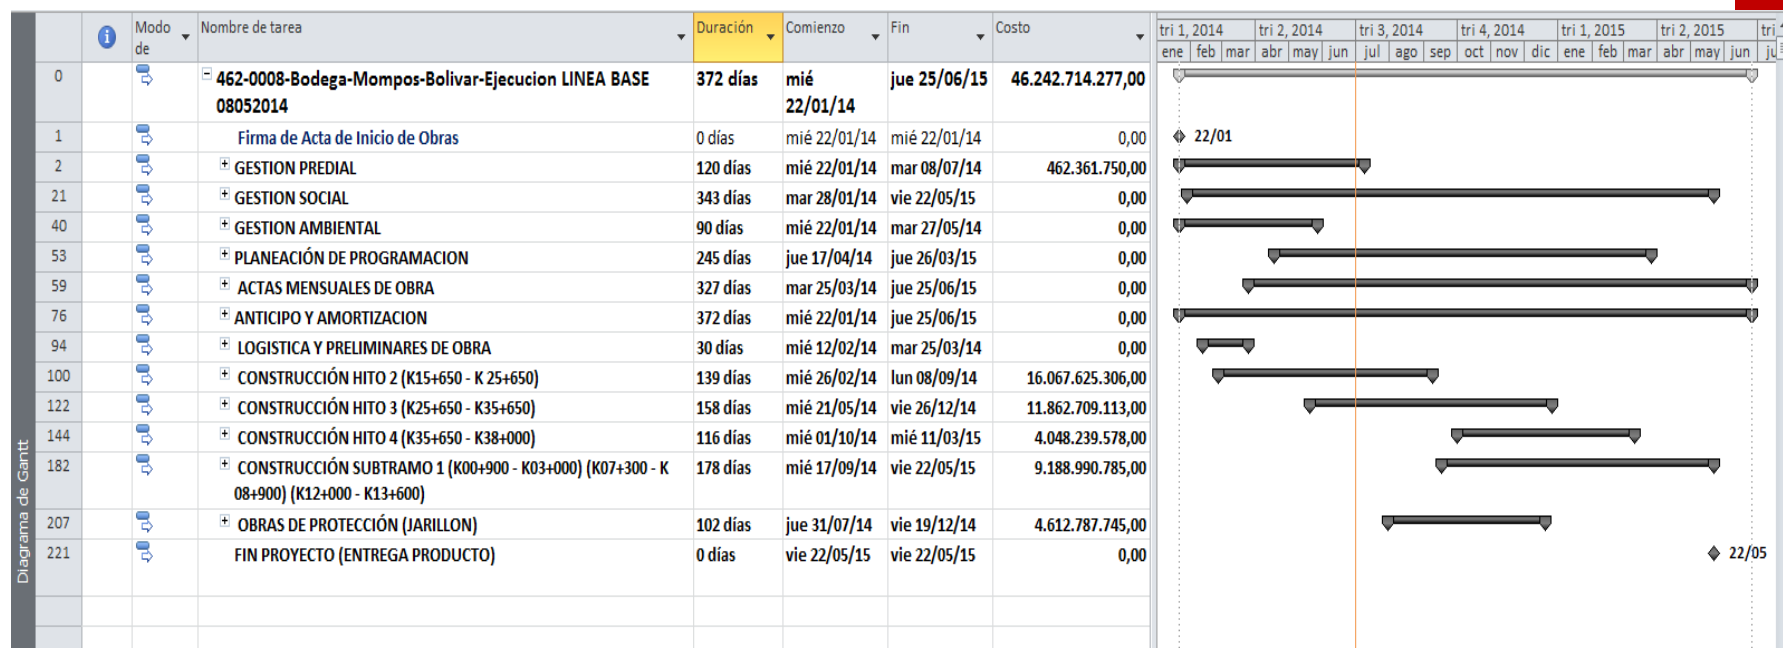 Modo de Nombre de tarea Duración Comienzo Fin Costo
tri 1, 2014 tri 2, 2014 tri 3, 2014 tri 4, 2014 tri 1, 2015 tri 2, 2015 tri
ene feb mar abr may jun jul ago sep oct nov dic ene feb mar abr may jun ju
0 462-0008-Bodega-Mompos-Bolivar-Ejecucion LINEA BASE 372 días mié jue 25/06/15 46.242.714.277,00
08052014 22/01/14
1 Firma de Acta de Inicio de Obras 0 días mié 22/01/14 mié 22/01/14 0,00 22/01
2 GESTION PREDIAL 120 días mié 22/01/14 mar 08/07/14 462.361.750,00
21 GESTION SOCIAL 343 días mar 28/01/14 vie 22/05/15 0,00
40 GESTION AMBIENTAL 90 días mié 22/01/14 mar 27/05/14 0,00
53 PLANEACIÓN DE PROGRAMACION 245 días jue 17/04/14 jue 26/03/15 0,00
59 ACTAS MENSUALES DE OBRA 327 días mar 25/03/14 jue 25/06/15 0,00
76 ANTICIPO Y AMORTIZACION 372 días mié 22/01/14 jue 25/06/15 0,00
94 LOGISTICA Y PRELIMINARES DE OBRA 30 días mié 12/02/14 mar 25/03/14 0,00
100 CONSTRUCCIÓN HITO 2 (K15+650 - K 25+650) 139 días mié 26/02/14 lun 08/09/14 16.067.625.306,00
122 CONSTRUCCIÓN HITO 3 (K25+650 - K35+650) 158 días mié 21/05/14 vie 26/12/14 11.862.709.113,00
144 CONSTRUCCIÓN HITO 4 (K35+650 - K38+000) 116 días mié 01/10/14 mié 11/03/15 4.048.239.578,00
182 CONSTRUCCIÓN SUBTRAMO 1 (K00+900 - K03+000) (K07+300 - K 178 días mié 17/09/14 vie 22/05/15 9.188.990.785,00
08+900) (K12+000 - K13+600)
207 OBRAS DE PROTECCIÓN (JARILLON) 102 días jue 31/07/14 vie 19/12/14 4.612.787.745,00
221 FIN PROYECTO (ENTREGA PRODUCTO) 0 días vie 22/05/15 vie 22/05/15 0,00 22/05
Diagrama de Gantt